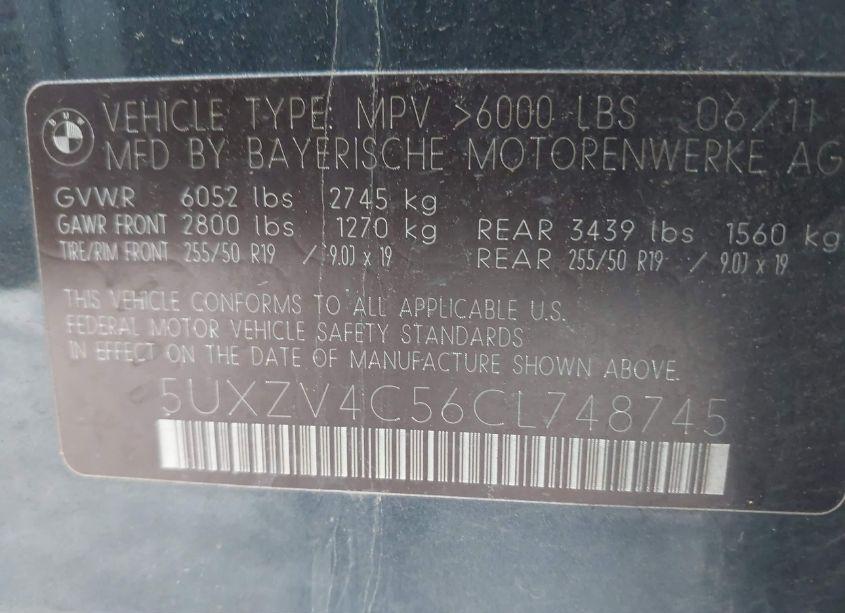 BMW
VEHICLE TYPE: MPV >6000 LBS 06/11
MFD BY BAYERISCHE MOTORENWERKE AG
GVWR 6052 lbs 2745 kg
GAWR FRONT 2800 lbs 1270 kg REAR 3439 lbs 1560 kg
TIRE/RIM FRONT 255/50 R19 / 9.0J x 19 REAR 255/50 R19 / 9.0J x 19
THIS VEHICLE CONFORMS TO ALL APPLICABLE U.S.
FEDERAL MOTOR VEHICLE SAFETY STANDARDS
IN EFFECT ON THE DATE OF MANUFACTURE SHOWN ABOVE.
5UXZV4C56CL748745